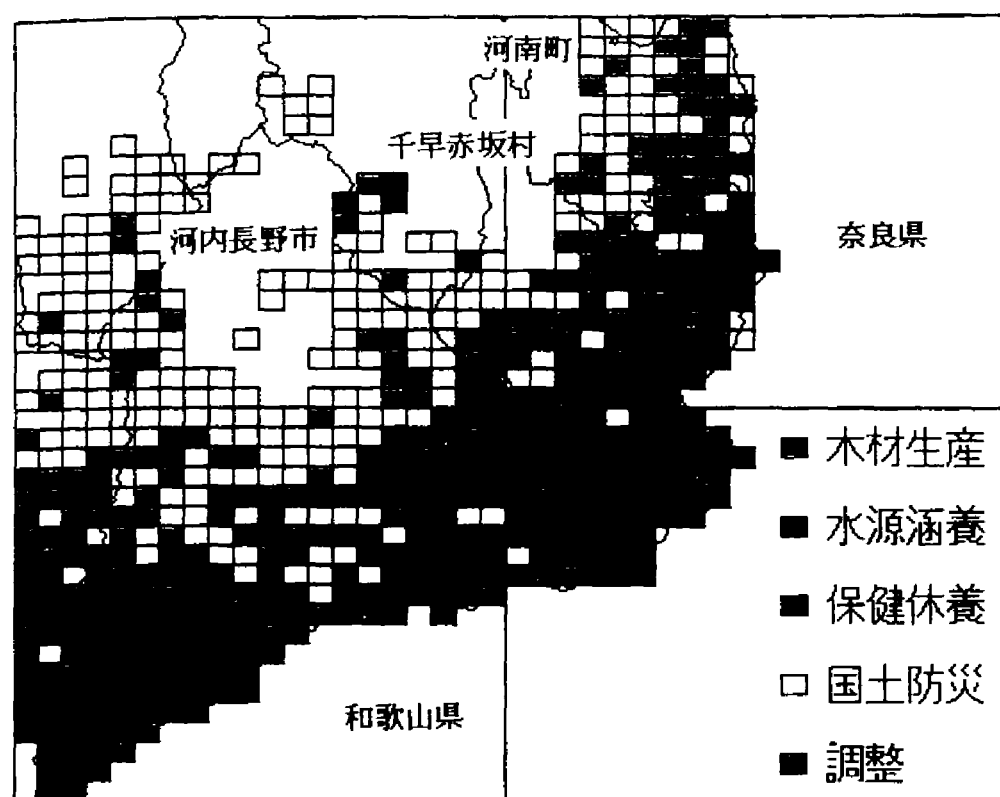 河南町
千早赤坂村
河内長野市
奈良県
木材生産
水源涵養
保健休養
国土防災
調整
和歌山県